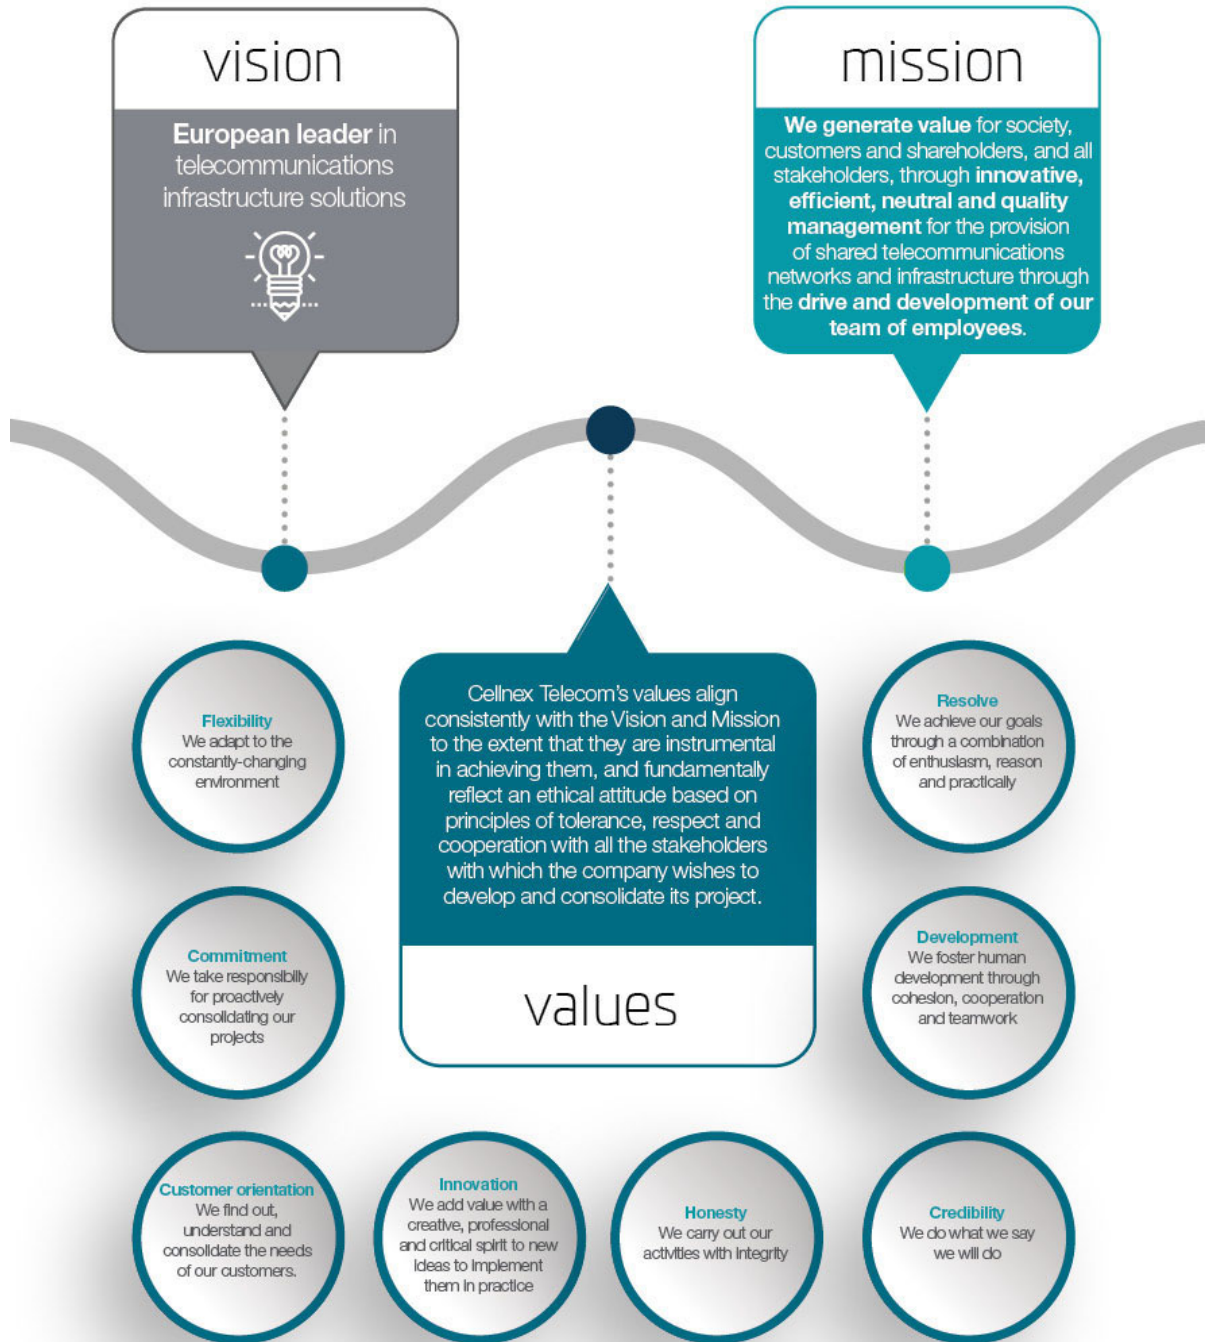 vision
European leader in
telecommunications
infrastructure solutions
mission
We generate value for society,
customers and shareholders, and all
stakeholders, through innovative,
efficient, neutral and quality
management for the provision
of shared telecommunications
networks and infrastructure through
the drive and development of our
team of employees.
Cellnex Telecom's values align
consistently with the Vision and Mission
to the extent that they are instrumental
in achieving them, and fundamentally
reflect an ethical attitude based on
principles of tolerance, respect and
cooperation with all the stakeholders
with which the company wishes to
develop and consolidate its project.
values
Flexibility
We adapt to the
constantly-changing
environment
Resolve
We achieve our goals
through a combination
of enthusiasm, reason
and practically
Commitment
We take responsibilly
for proactively
consolidating our
projects
Development
We foster human
development through
cohesion, cooperation
and teamwork
Customer orientation
We find out,
understand and
consolidate the needs
of our customers.
Innovation
We add value with a
creative, professional
and critical spirit to new
ideas to implement
them in practice
Honesty
We carry out our
activities with integrity
Credibility
We do what we say
we will do